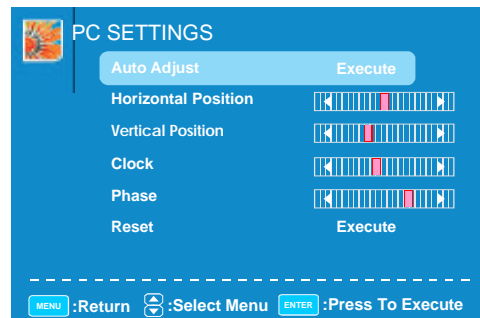 PC SETTINGS
Auto Adjust Execute
Horizontal Position
Vertical Position
Clock
Phase
Reset Execute
MENU :Return :Select Menu ENTER :Press To Execute